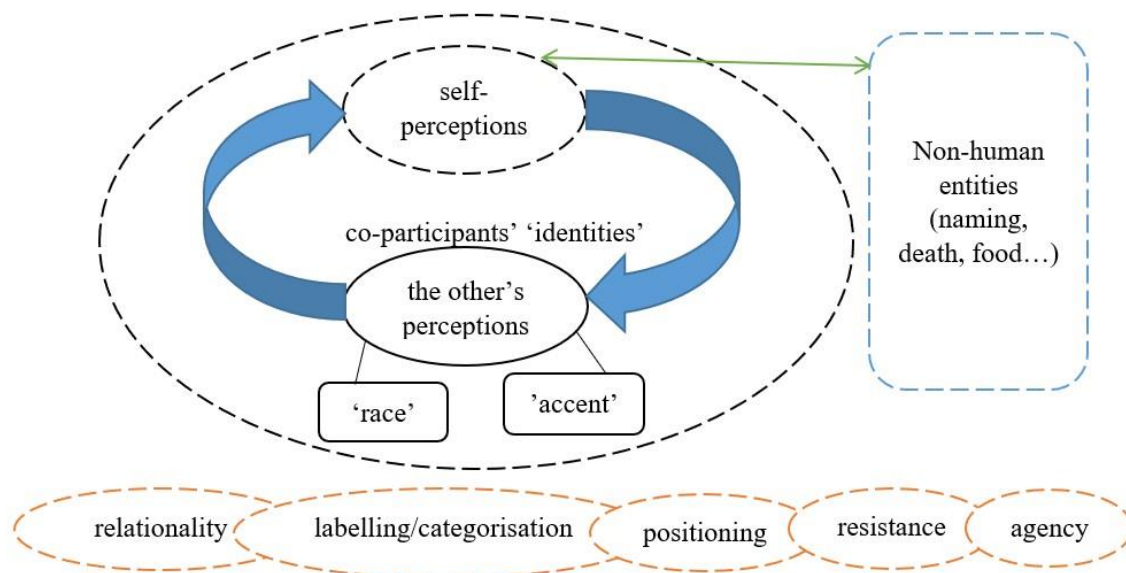 self-
perceptions
co-participants’ ‘identities’
the other’s
perceptions
‘race’
’accent’
Non-human
entities
(naming,
death, food…)
relationality
labelling/categorisation
positioning
resistance
agency